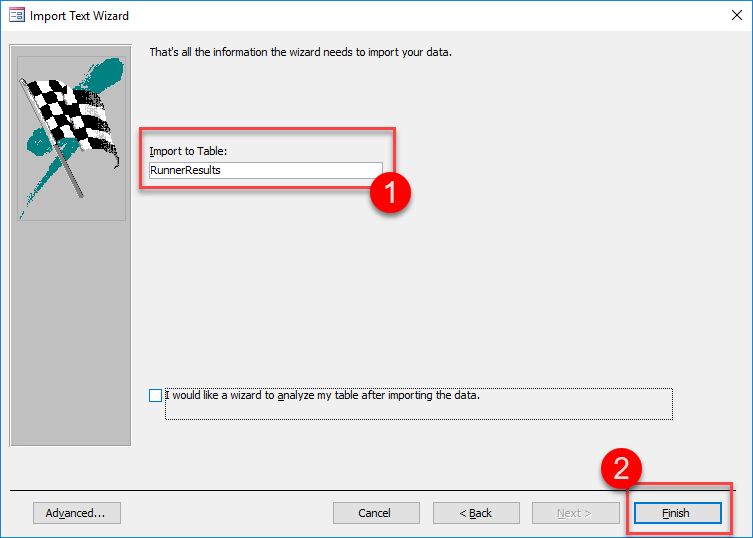 Import Text Wizard
That's all the information the wizard needs to import your data.
Import to Table:
RunnerResults
1
I would like a wizard to analyze my table after importing the data.
2
Advanced...
Cancel
< Back
Next >
Finish